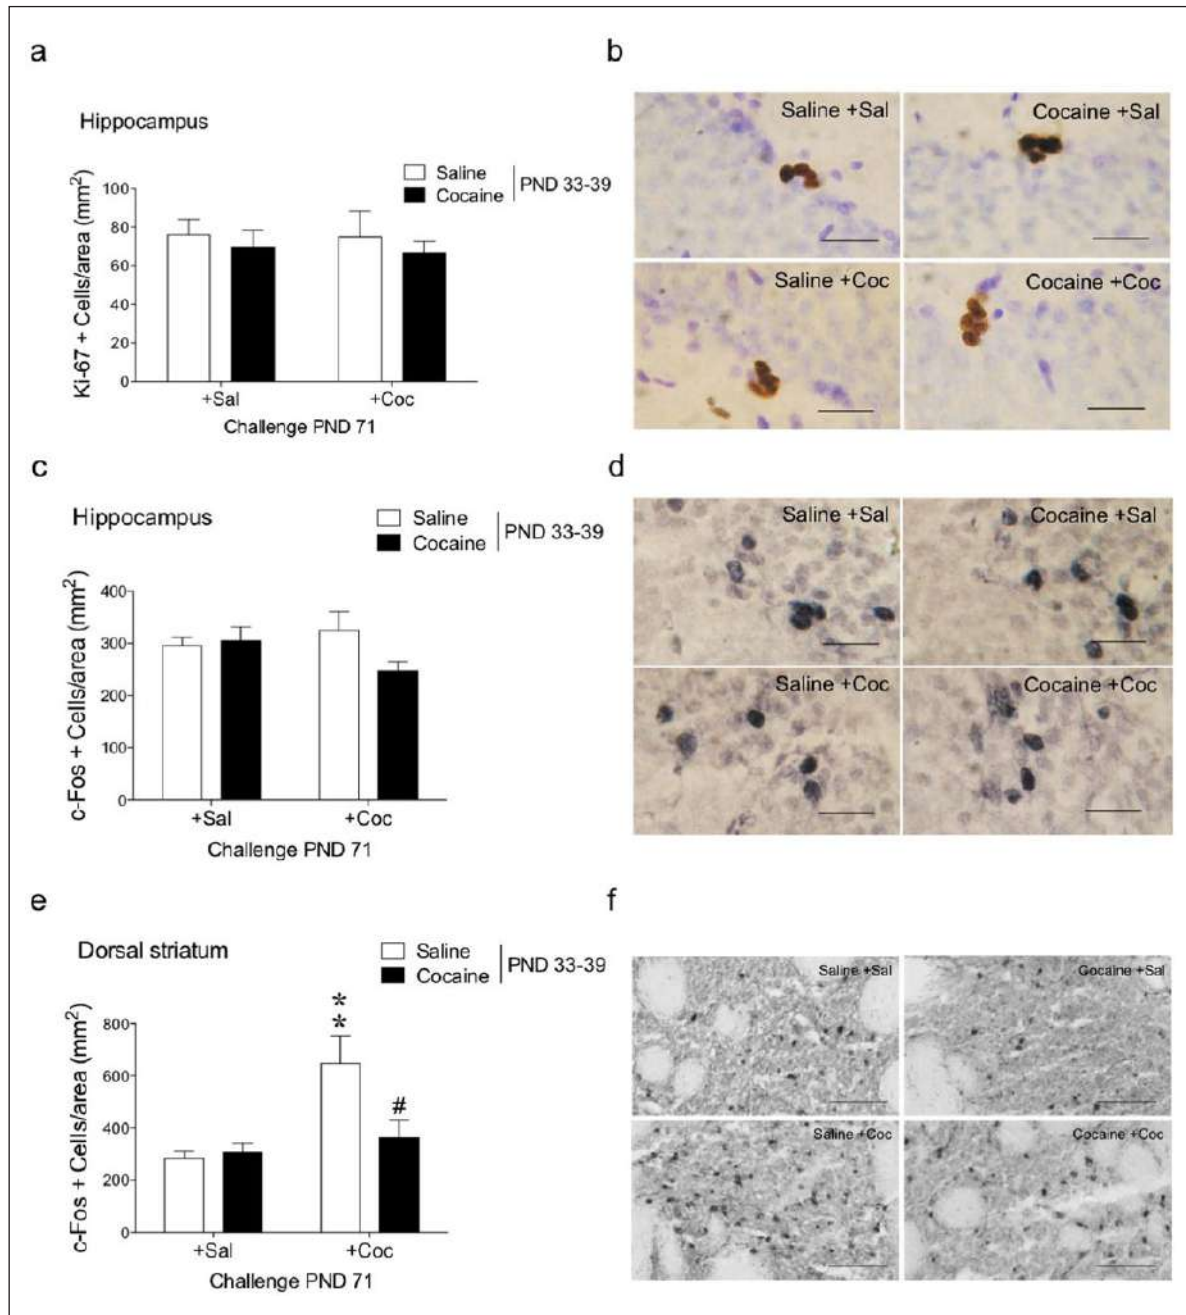 a
Hippocampus
Saline
Cocaine
PND 33-39
Ki-67 + Cells/area (mm²)
100
80
60
40
20
0
+Sal
+Coc
Challenge PND 71
b
Saline +Sal
Cocaine +Sal
Saline +Coc
Cocaine +Coc
c
Hippocampus
Saline
Cocaine
PND 33-39
c-Fos + Cells/area (mm²)
400
300
200
100
0
+Sal
+Coc
Challenge PND 71
d
Saline +Sal
Cocaine +Sal
Saline +Coc
Cocaine +Coc
e
Dorsal striatum
Saline
Cocaine
PND 33-39
c-Fos + Cells/area (mm²)
800
600
400
200
0
*
*
#
+Sal
+Coc
Challenge PND 71
f
Saline +Sal
Cocaine +Sal
Saline +Coc
Cocaine +Coc